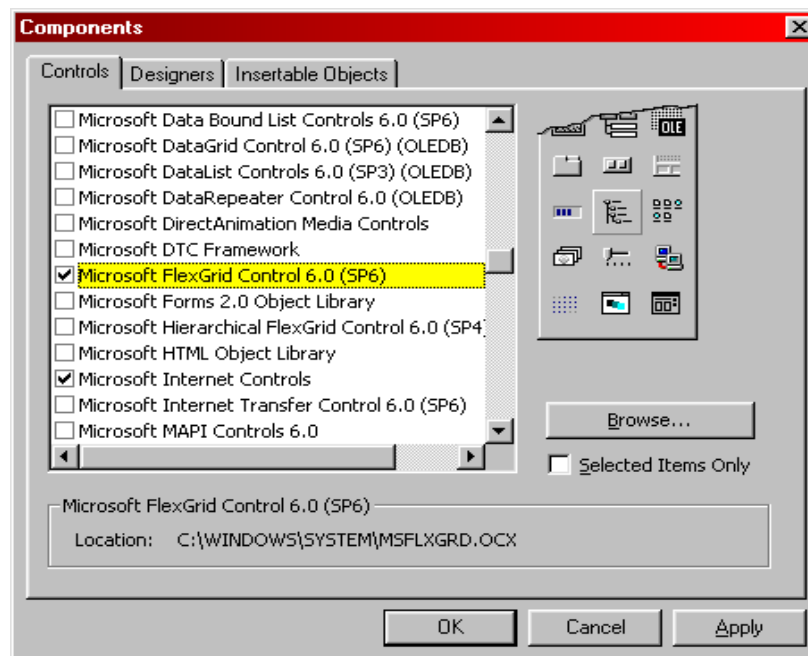 Components
Controls
Designers
Insertable Objects
Microsoft Data Bound List Controls 6.0 (SP6)
Microsoft DataGrid Control 6.0 (SP6) (OLEDB)
Microsoft DataList Controls 6.0 (SP3) (OLEDB)
Microsoft DataRepeater Control 6.0 (OLEDB)
Microsoft DirectAnimation Media Controls
Microsoft DTC Framework
Microsoft FlexGrid Control 6.0 (SP6)
Microsoft Forms 2.0 Object Library
Microsoft Hierarchical FlexGrid Control 6.0 (SP4)
Microsoft HTML Object Library
Microsoft Internet Controls
Microsoft Internet Transfer Control 6.0 (SP6)
Microsoft MAPI Controls 6.0
OLE
Browse...
Selected Items Only
Microsoft FlexGrid Control 6.0 (SP6)
Location: C:\WINDOWS\SYSTEM\MSFLXGRD.OCX
OK
Cancel
Apply